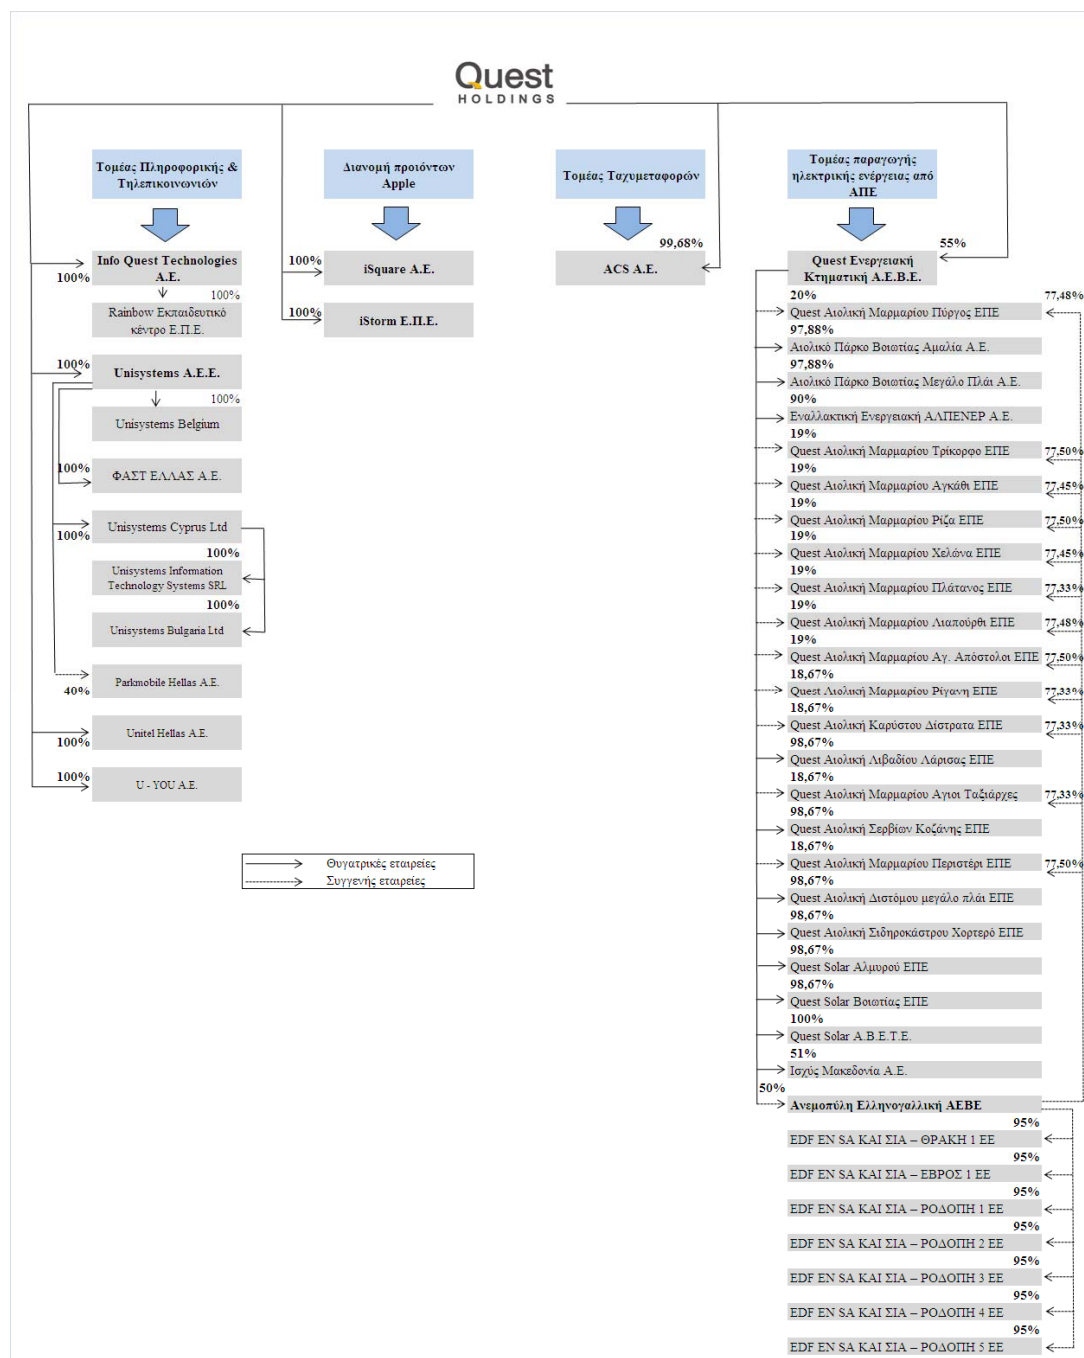 Quest
HOLDINGS
Τομέας Πληροφορικής &
Τηλεπικοινωνιών
100%
Info Quest Technologies
Α.Ε.
100%
Rainbow Εκπαιδευτικό
κέντρο Ε.Π.Ε.
100%
Unisystems Α.Ε.Ε.
100%
Unisystems Belgium
100%
ΦΑΣΤ ΕΛΛΑΣ Α.Ε.
100%
Unisystems Cyprus Ltd
100%
Unisystems Information
Technology Systems SRL
100%
Unisystems Bulgaria Ltd
40%
Parkmobile Hellas Α.Ε.
100%
Unitel Hellas Α.Ε.
100%
U - YOU Α.Ε.
Διανομή προιόντων
Apple
100%
iSquare Α.Ε.
100%
iStorm Ε.Π.Ε.
Τομέας Ταχυμεταφορών
99,68%
ACS Α.Ε.
Τομέας παραγωγής
ηλεκτρικής ενέργειας από
ΑΠΕ
55%
Quest Ενεργειακή
Κτηματική Α.Ε.Β.Ε.
20% 77,48%
Quest Αιολική Μαρμαρίου Πύργος ΕΠΕ
97,88%
Αιολικό Πάρκο Βοιωτίας Αμαλία Α.Ε.
97,88%
Αιολικό Πάρκο Βοιωτίας Μεγάλο Πλάι Α.Ε.
90%
Εναλλακτική Ενεργειακή ΑΛΠΕΝΕΡ Α.Ε.
19%
Quest Αιολική Μαρμαρίου Τρίκορφο ΕΠΕ 77,50%
19%
Quest Αιολική Μαρμαρίου Αγκάθι ΕΠΕ 77,45%
19%
Quest Αιολική Μαρμαρίου Ρίζα ΕΠΕ 77,50%
19%
Quest Αιολική Μαρμαρίου Χελώνα ΕΠΕ 77,45%
19%
Quest Αιολική Μαρμαρίου Πλάτανος ΕΠΕ 77,33%
19%
Quest Αιολική Μαρμαρίου Λιαπούρθι ΕΠΕ 77,48%
19%
Quest Αιολική Μαρμαρίου Αγ. Απόστολοι ΕΠΕ 77,50%
18,67%
Quest Αιολική Μαρμαρίου Ρίγανη ΕΠΕ 77,33%
18,67%
Quest Αιολική Καρύστου Δίστρατα ΕΠΕ 77,33%
98,67%
Quest Αιολική Λιβαδίου Λάρισας ΕΠΕ
18,67%
Quest Αιολική Μαρμαρίου Αγιοι Ταξιάρχες 77,33%
98,67%
Quest Αιολική Σερβίων Κοζάνης ΕΠΕ
18,67%
Quest Αιολική Μαρμαρίου Περιστέρι ΕΠΕ 77,50%
98,67%
Quest Αιολική Διστόμου μεγάλο πλάι ΕΠΕ
98,67%
Quest Αιολική Σιδηροκάστρου Χορτερό ΕΠΕ
98,67%
Quest Solar Αλμυρού ΕΠΕ
98,67%
Quest Solar Βοιωτίας ΕΠΕ
100%
Quest Solar Α.Β.Ε.Τ.Ε.
51%
Ισχύς Μακεδονία Α.Ε.
50%
Ανεμοπύλη Ελληνογαλλική ΑΕΒΕ
95%
EDF EN SA ΚΑΙ ΣΙΑ – ΘΡΑΚΗ 1 ΕΕ
95%
EDF EN SA ΚΑΙ ΣΙΑ – ΕΒΡΟΣ 1 ΕΕ
95%
EDF EN SA ΚΑΙ ΣΙΑ – ΡΟΔΟΠΗ 1 ΕΕ
95%
EDF EN SA ΚΑΙ ΣΙΑ – ΡΟΔΟΠΗ 2 ΕΕ
95%
EDF EN SA ΚΑΙ ΣΙΑ – ΡΟΔΟΠΗ 3 ΕΕ
95%
EDF EN SA ΚΑΙ ΣΙΑ – ΡΟΔΟΠΗ 4 ΕΕ
95%
EDF EN SA ΚΑΙ ΣΙΑ – ΡΟΔΟΠΗ 5 ΕΕ
Θυγατρικές εταιρείες
Συγγενής εταιρείες